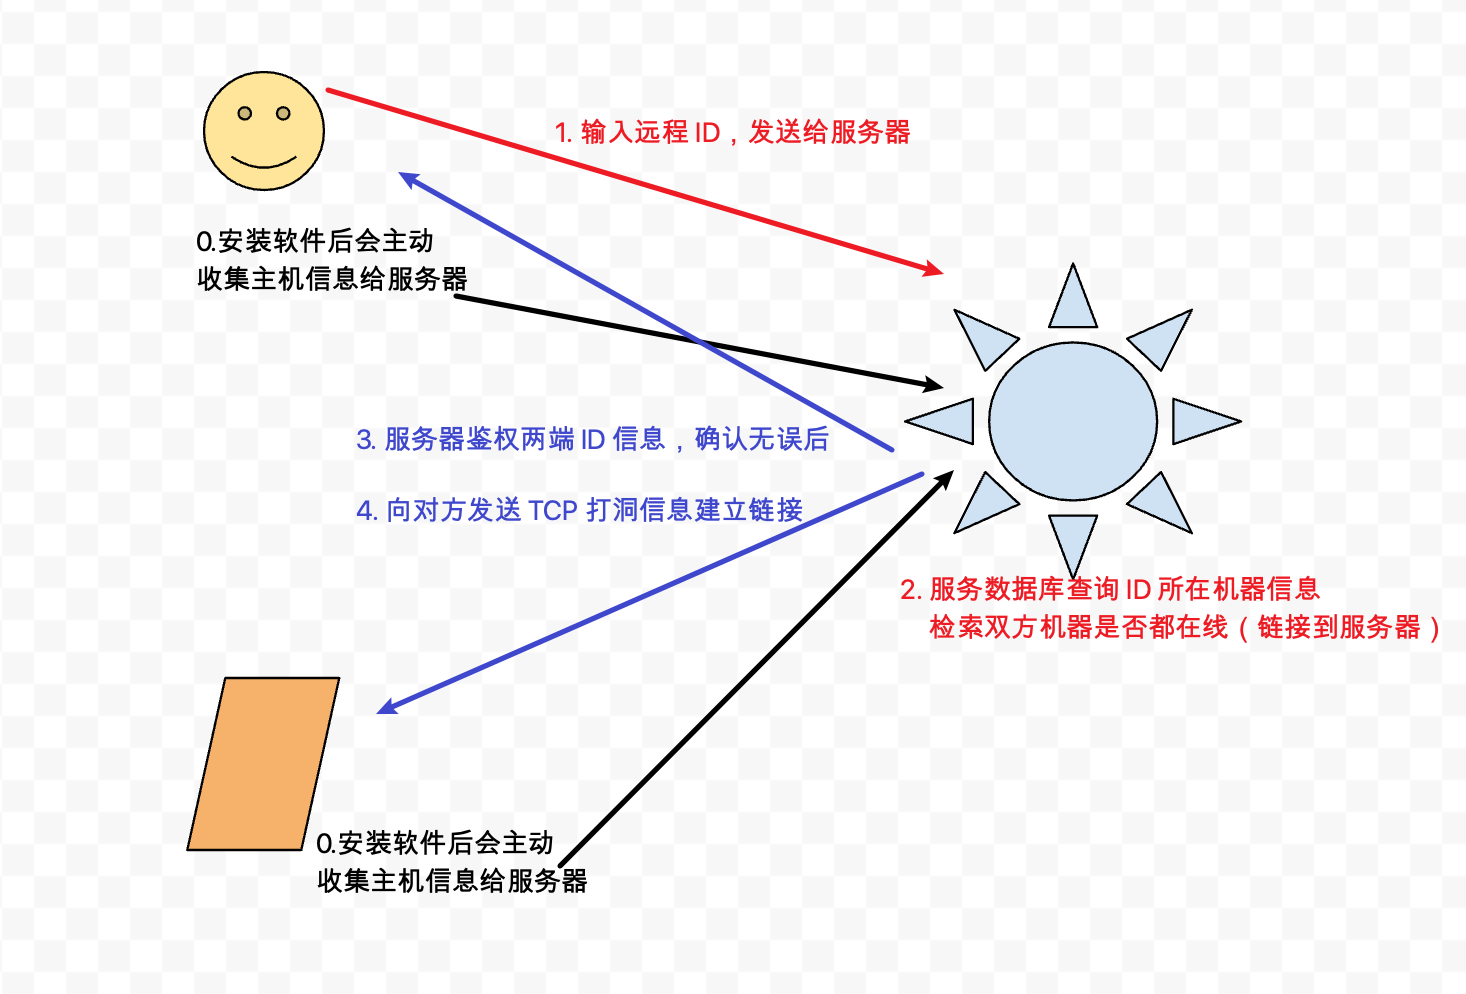 1. 输入远程 ID，发送给服务器
0.安装软件后会主动
收集主机信息给服务器
3. 服务器鉴权两端 ID 信息，确认无误后
4. 向对方发送 TCP 打洞信息建立链接
2. 服务数据库查询 ID 所在机器信息
检索双方机器是否都在线（链接到服务器）
0.安装软件后会主动
收集主机信息给服务器